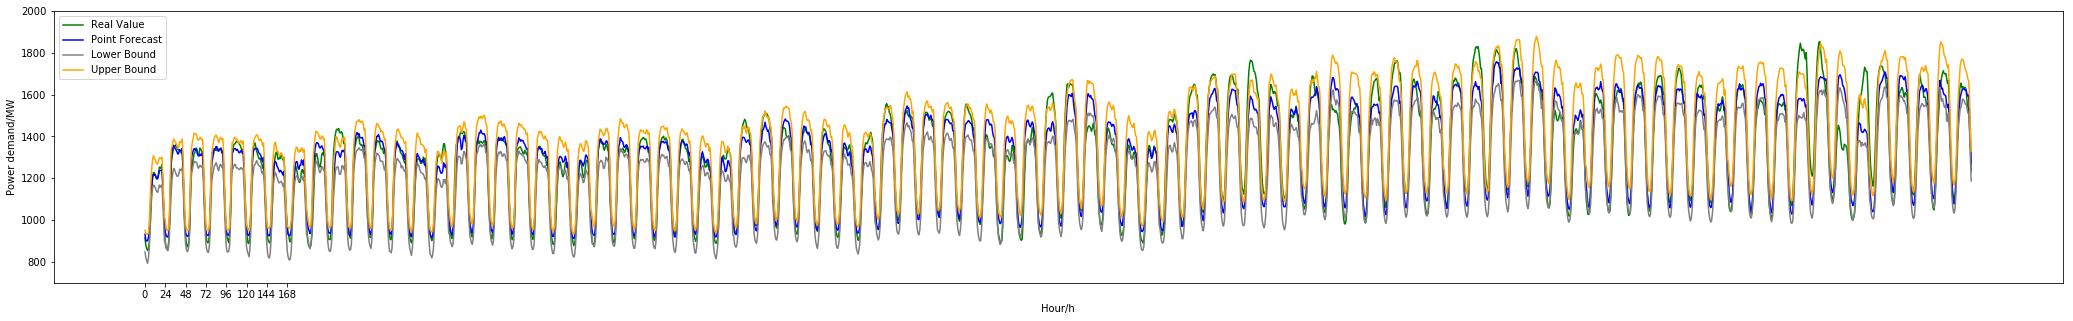 2000
1800
1600
1400
1200
1000
800
Power demand/MW
Real Value
Point Forecast
Lower Bound
Upper Bound
0 24 48 72 96 120 144 168
Hour/h